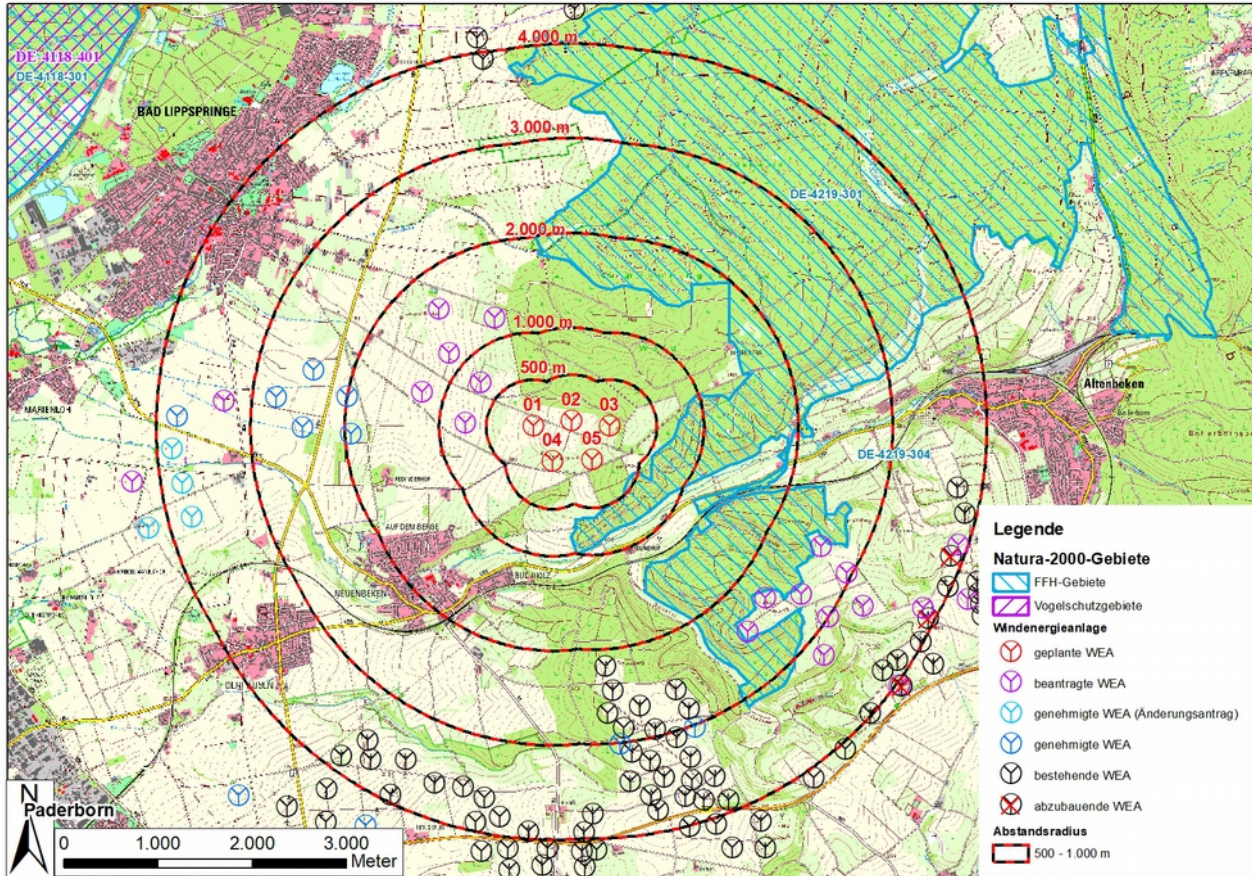 4.000 m
DE-4118-401
DE-4118-301
BAD LIPPSPRINGE
3.000 m
DE-4219-301
2.000 m
1.000 m
500 m
Altenbeken
MARIENLOH
01 02 03
04 05
DE-4219-304
AUF DEM BERGE
NEUENBEKEN
BUCHHOLZ
N
Paderborn
0 1.000 2.000 3.000
Meter
Legende
Natura-2000-Gebiete
FFH-Gebiete
Vogelschutzgebiete
Windenergieanlage
geplante WEA
beantragte WEA
genehmigte WEA (Änderungsantrag)
genehmigte WEA
bestehende WEA
abzubauende WEA
Abstandsradius
500 - 1.000 m